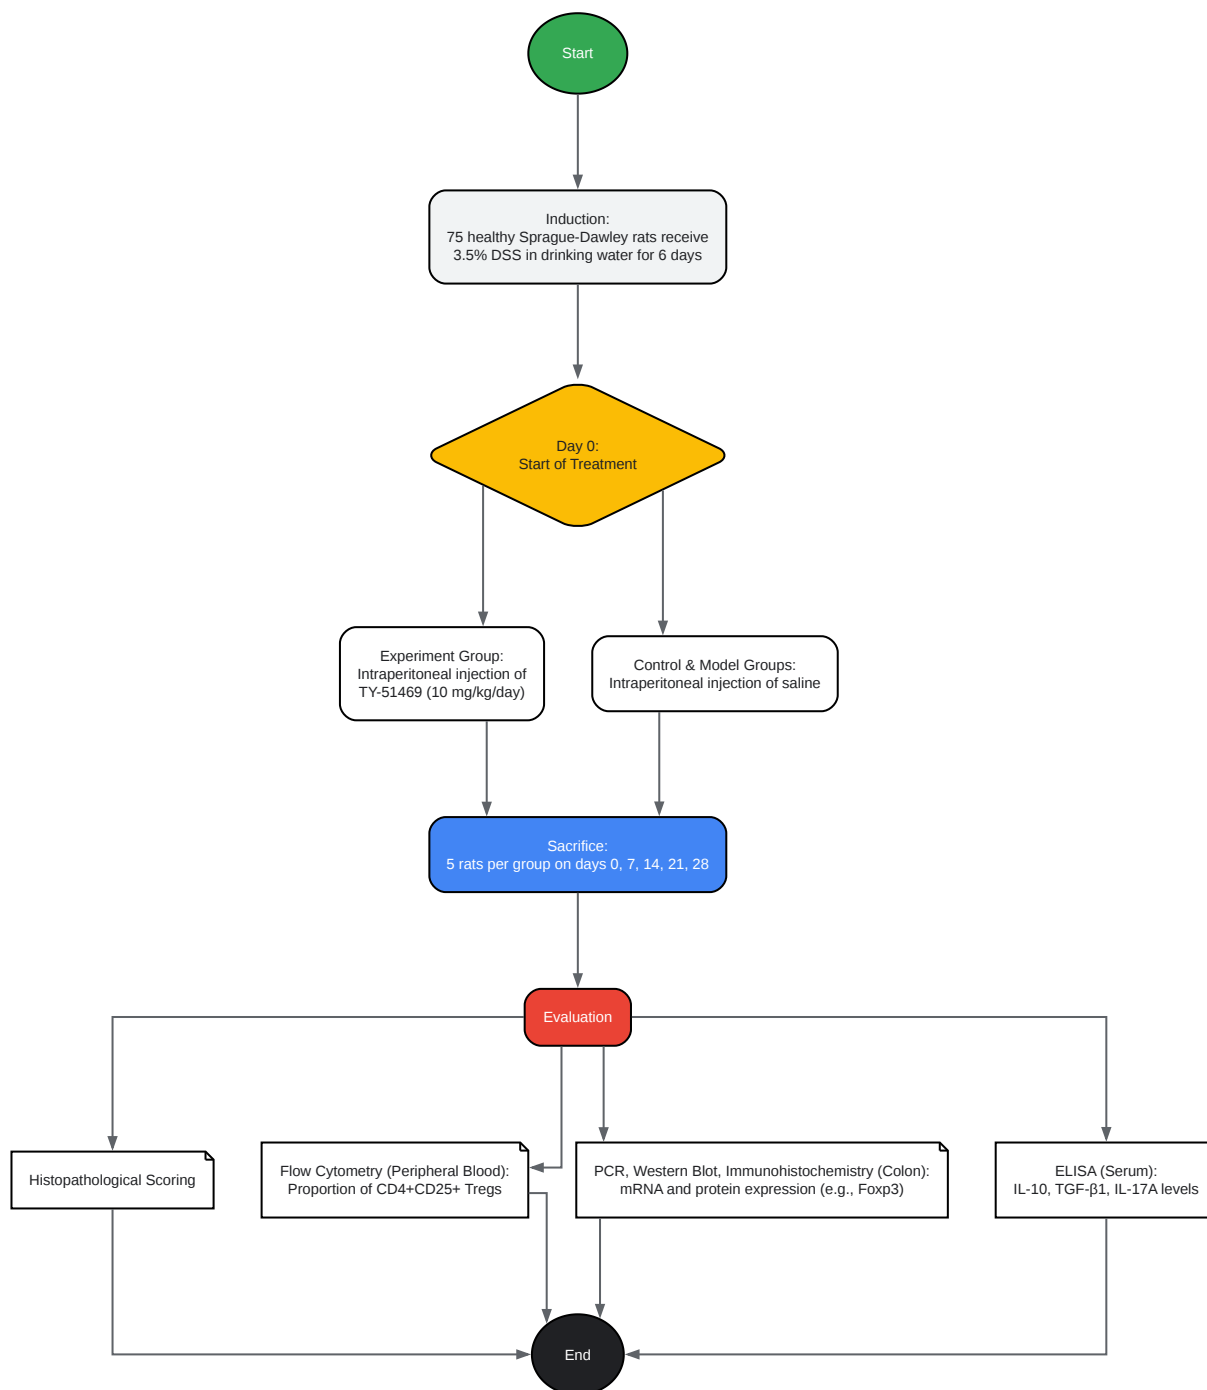 Start
Induction:
75 healthy Sprague-Dawley rats receive
3.5% DSS in drinking water for 6 days
Day 0:
Start of Treatment
Experiment Group:
Intraperitoneal injection of
TY-51469 (10 mg/kg/day)
Control & Model Groups:
Intraperitoneal injection of saline
Sacrifice:
5 rats per group on days 0, 7, 14, 21, 28
Evaluation
Histopathological Scoring
Flow Cytometry (Peripheral Blood):
Proportion of CD4+CD25+ Tregs
PCR, Western Blot, Immunohistochemistry (Colon):
mRNA and protein expression (e.g., Foxp3)
ELISA (Serum):
IL-10, TGF-β1, IL-17A levels
End